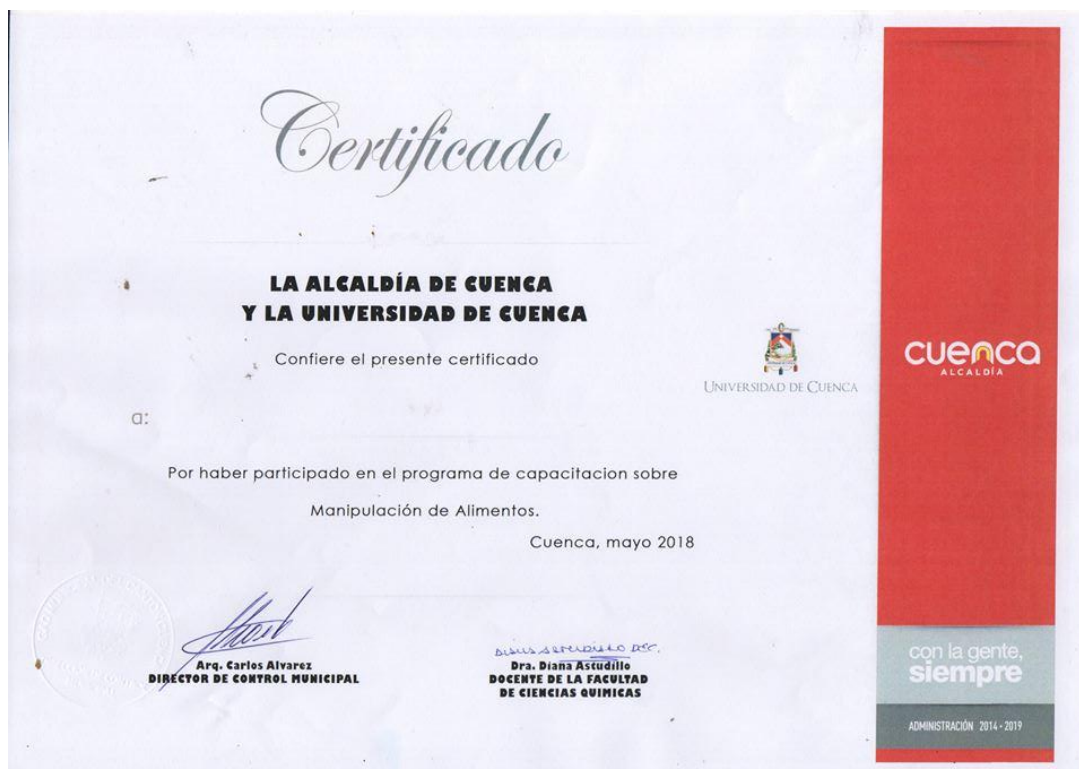 Certificado
LA ALCALDÍA DE CUENCA
Y LA UNIVERSIDAD DE CUENCA
Confiere el presente certificado
UNIVERSIDAD DE CUENCA
cuenca
ALCALDÍA
a:
Por haber participado en el programa de capacitacion sobre
Manipulación de Alimentos.
Cuenca, mayo 2018
Arq. Carlos Alvarez
DIRECTOR DE CONTROL MUNICIPAL
Dra. Diana Astudillo
DOCENTE DE LA FACULTAD
DE CIENCIAS QUIMICAS
con la gente,
siempre
ADMINISTRACIÓN 2014 - 2019